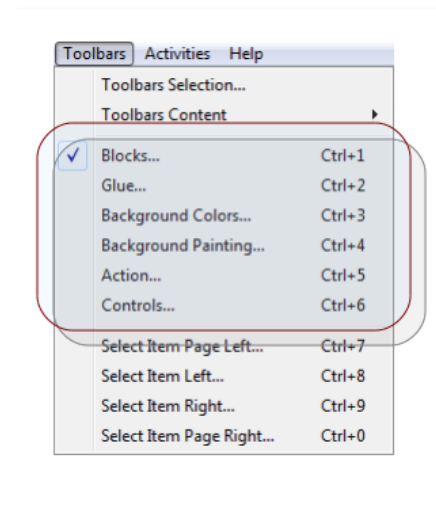 Toolbars Activities Help
Toolbars Selection...
Toolbars Content
Blocks... Ctrl+1
Glue... Ctrl+2
Background Colors... Ctrl+3
Background Painting... Ctrl+4
Action... Ctrl+5
Controls... Ctrl+6
Select Item Page Left... Ctrl+7
Select Item Left... Ctrl+8
Select Item Right... Ctrl+9
Select Item Page Right... Ctrl+0